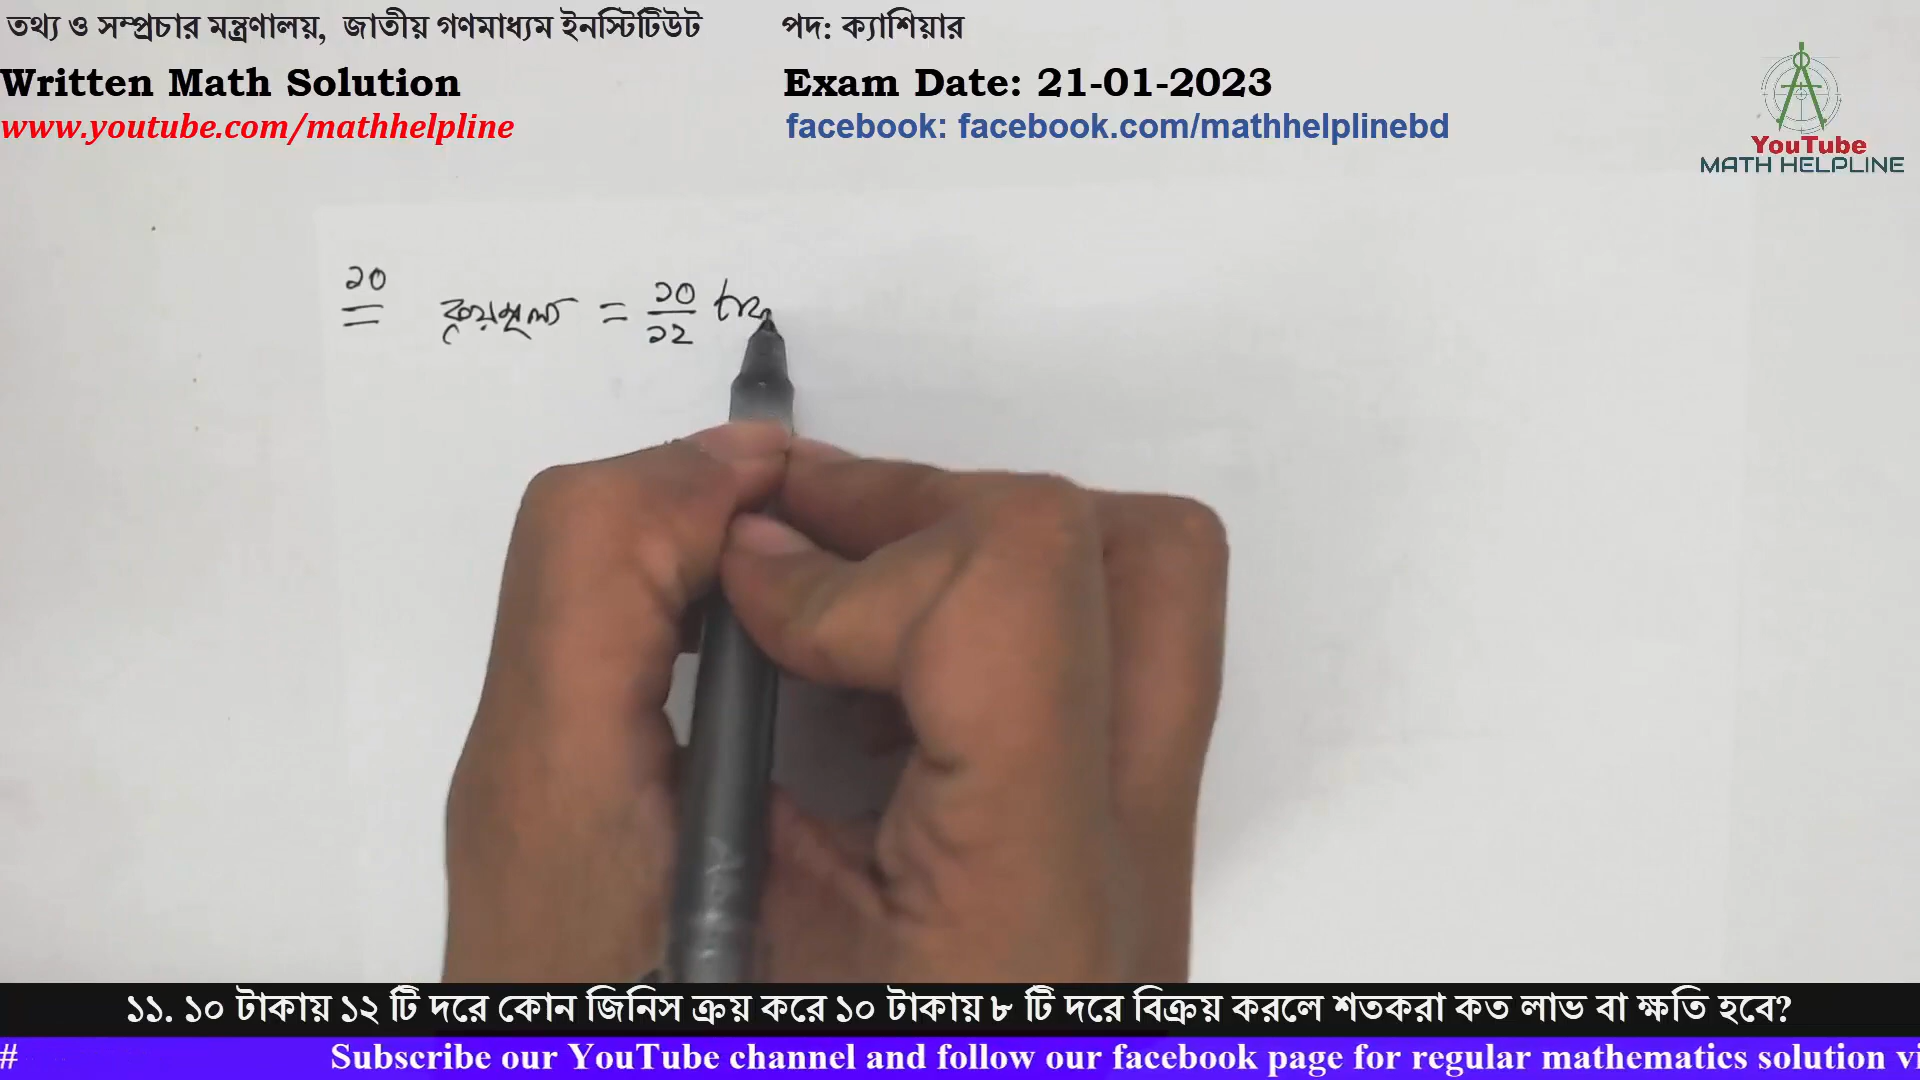 তথ্য ও সম্প্রচার মন্ত্রণালয়, জাতীয় গণমাধ্যম ইনস্টিটিউট পদ: ক্যাশিয়ার
Written Math Solution Exam Date: 21-01-2023
www.youtube.com/mathhelpline facebook: facebook.com/mathhelplinebd
YouTube
MATH HELPLINE
১০
= ক্রয়মূল্য = ১০/১২
১১. ১০ টাকায় ১২ টি দরে কোন জিনিস ক্রয় করে ১০ টাকায় ৮ টি দরে বিক্রয় করলে শতকরা কত লাভ বা ক্ষতি হবে?
# Subscribe our YouTube channel and follow our facebook page for regular mathematics solution vi